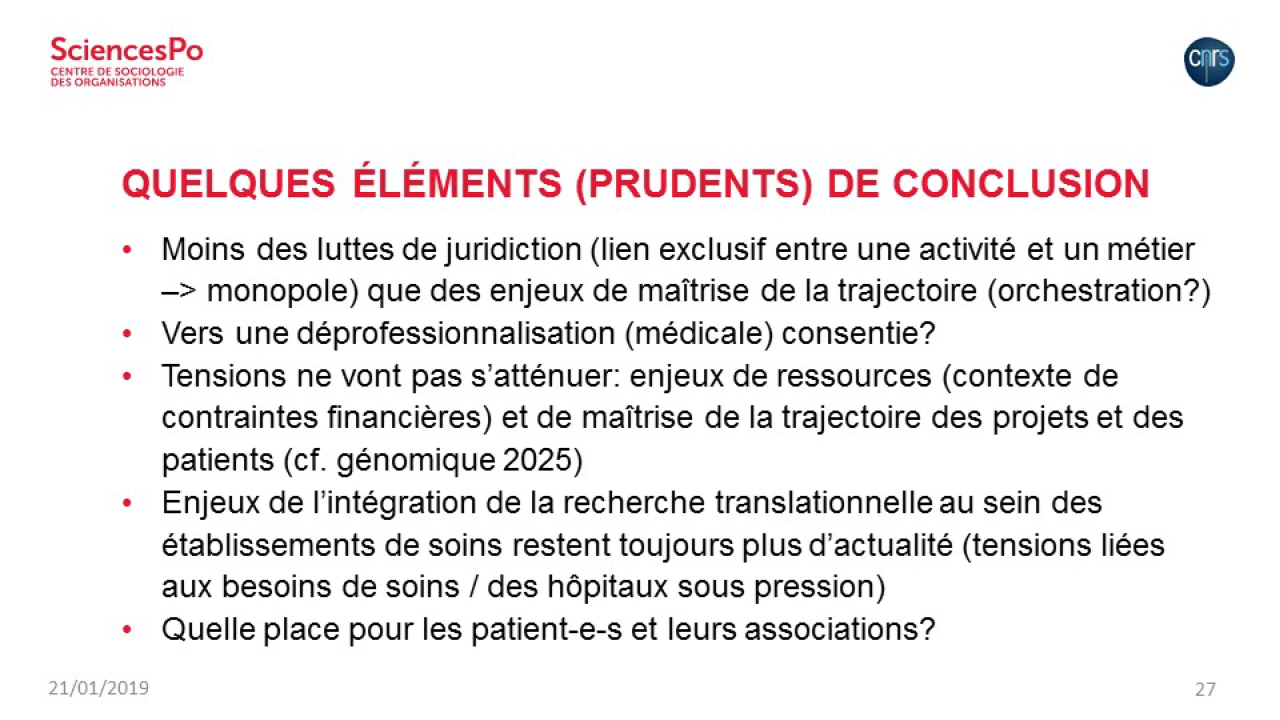 SciencesPo
CENTRE DE SOCIOLOGIE
DES ORGANISATIONS
cnrs
QUELQUES ÉLÉMENTS (PRUDENTS) DE CONCLUSION
• Moins des luttes de juridiction (lien exclusif entre une activité et un métier
–> monopole) que des enjeux de maîtrise de la trajectoire (orchestration?)
• Vers une déprofessionnalisation (médicale) consentie?
• Tensions ne vont pas s’atténuer: enjeux de ressources (contexte de
contraintes financières) et de maîtrise de la trajectoire des projets et des
patients (cf. génomique 2025)
• Enjeux de l’intégration de la recherche translationnelle au sein des
établissements de soins restent toujours plus d’actualité (tensions liées
aux besoins de soins / des hôpitaux sous pression)
• Quelle place pour les patient-e-s et leurs associations?
21/01/2019
27